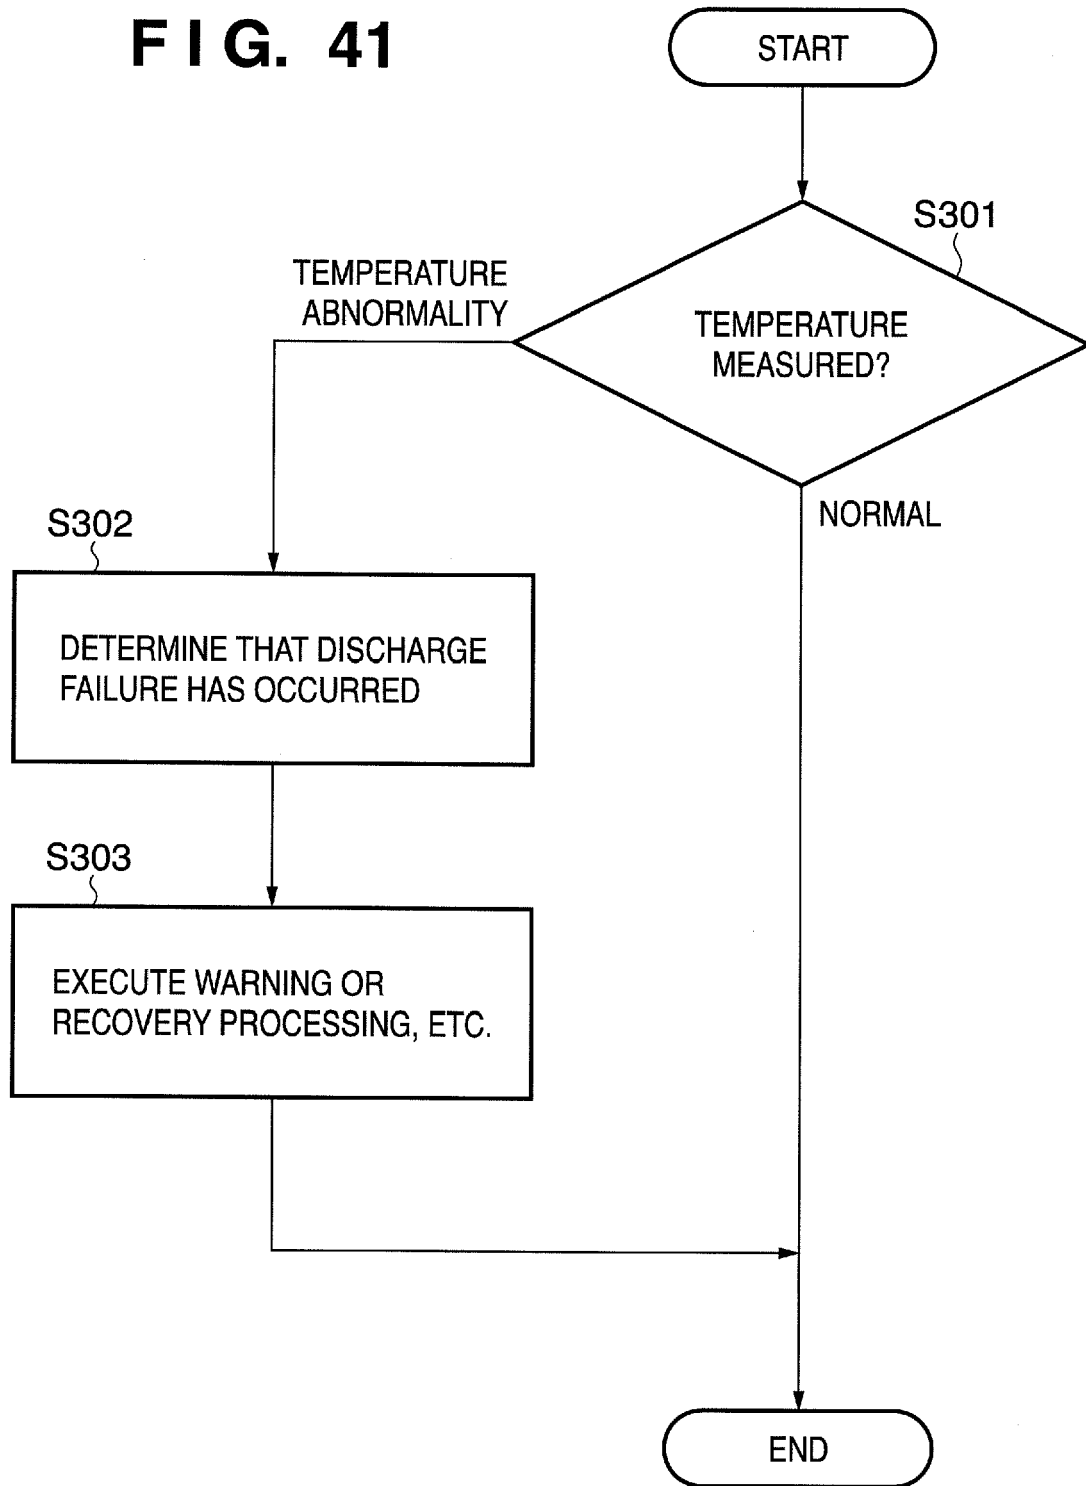 FIG. 41
START
S301
TEMPERATURE
ABNORMALITY
TEMPERATURE
MEASURED?
NORMAL
S302
DETERMINE THAT DISCHARGE
FAILURE HAS OCCURRED
S303
EXECUTE WARNING OR
RECOVERY PROCESSING, ETC.
END